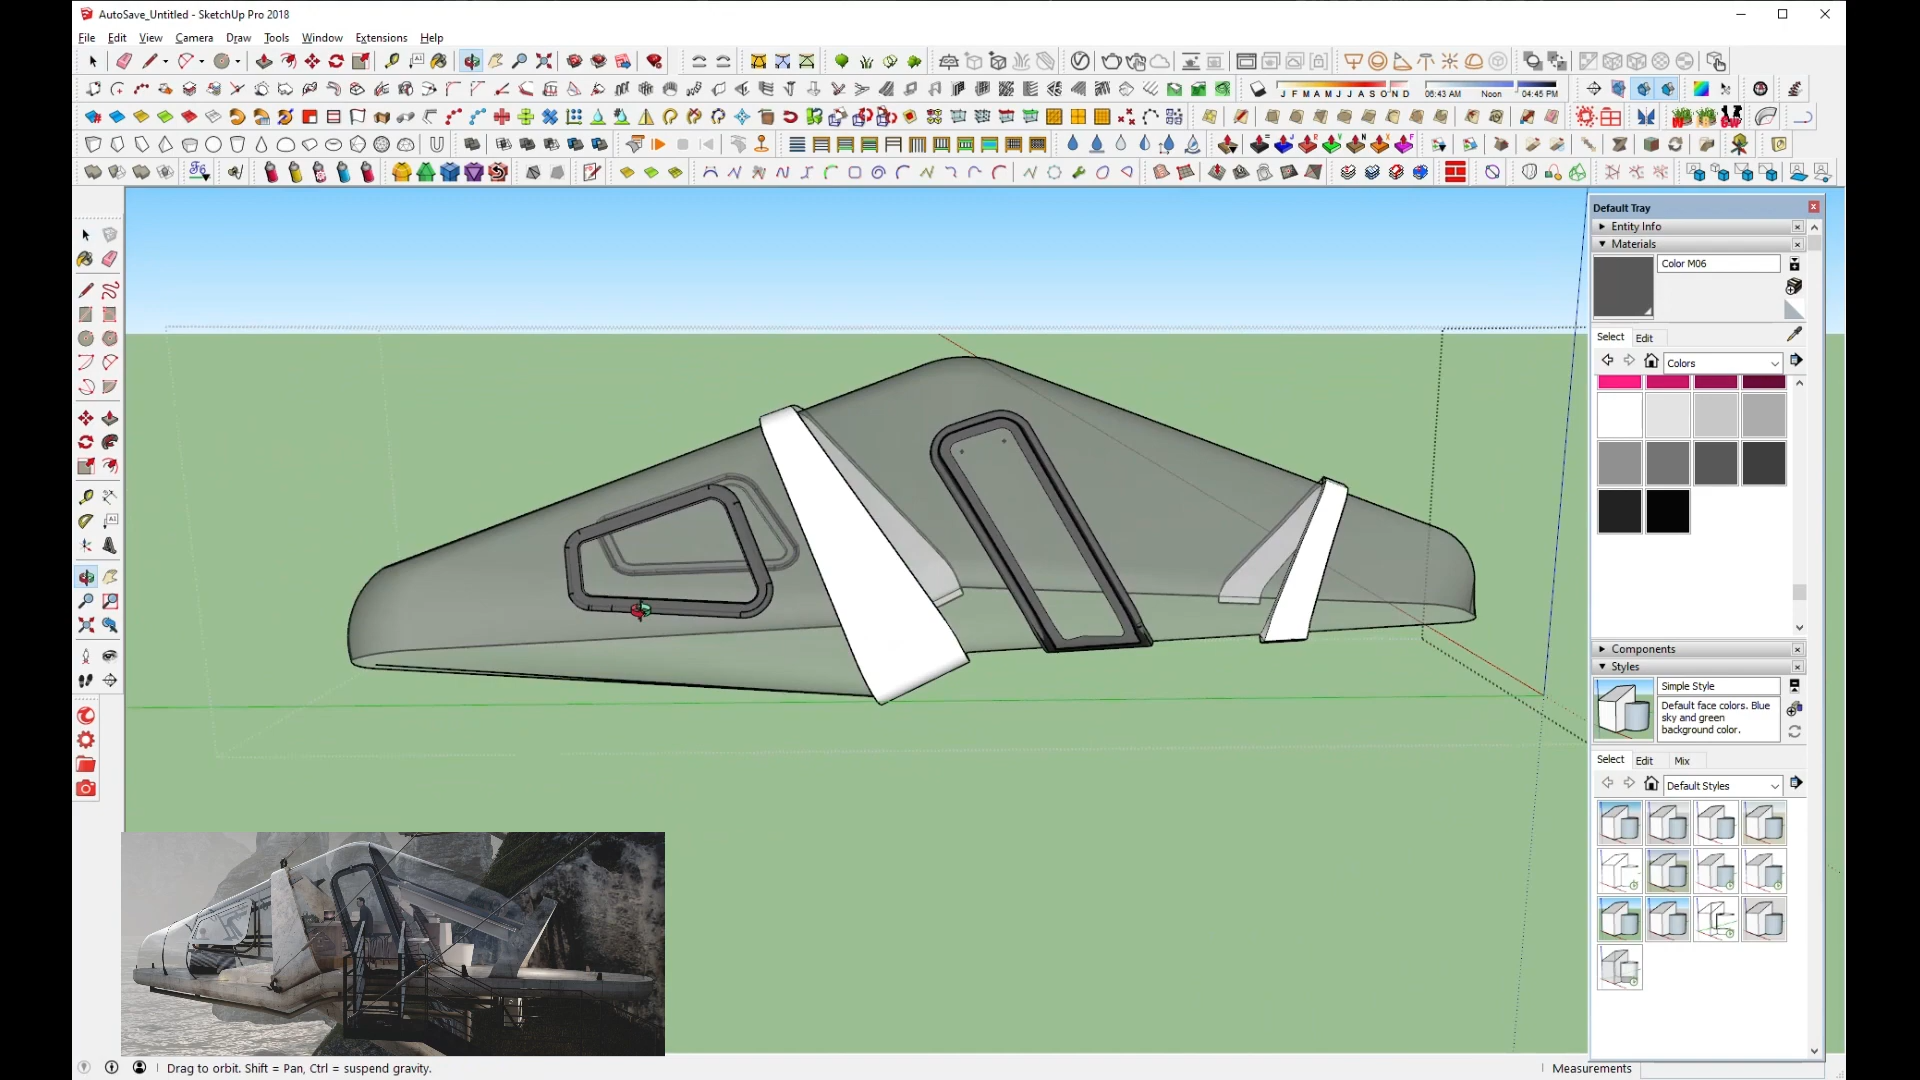 AutoSave_Untitled - SketchUp Pro 2018
File Edit View Camera Draw Tools Window Extensions Help
J F M A M J J A S O N D 06:43 AM Noon 04:45 PM
Default Tray
Entity Info
Materials
Color M06
Select Edit
Colors
Components
Styles
Simple Style
Default face colors. Blue
sky and green
background color.
Select Edit Mix
Default Styles
Drag to orbit. Shift = Pan, Ctrl = suspend gravity.
Measurements